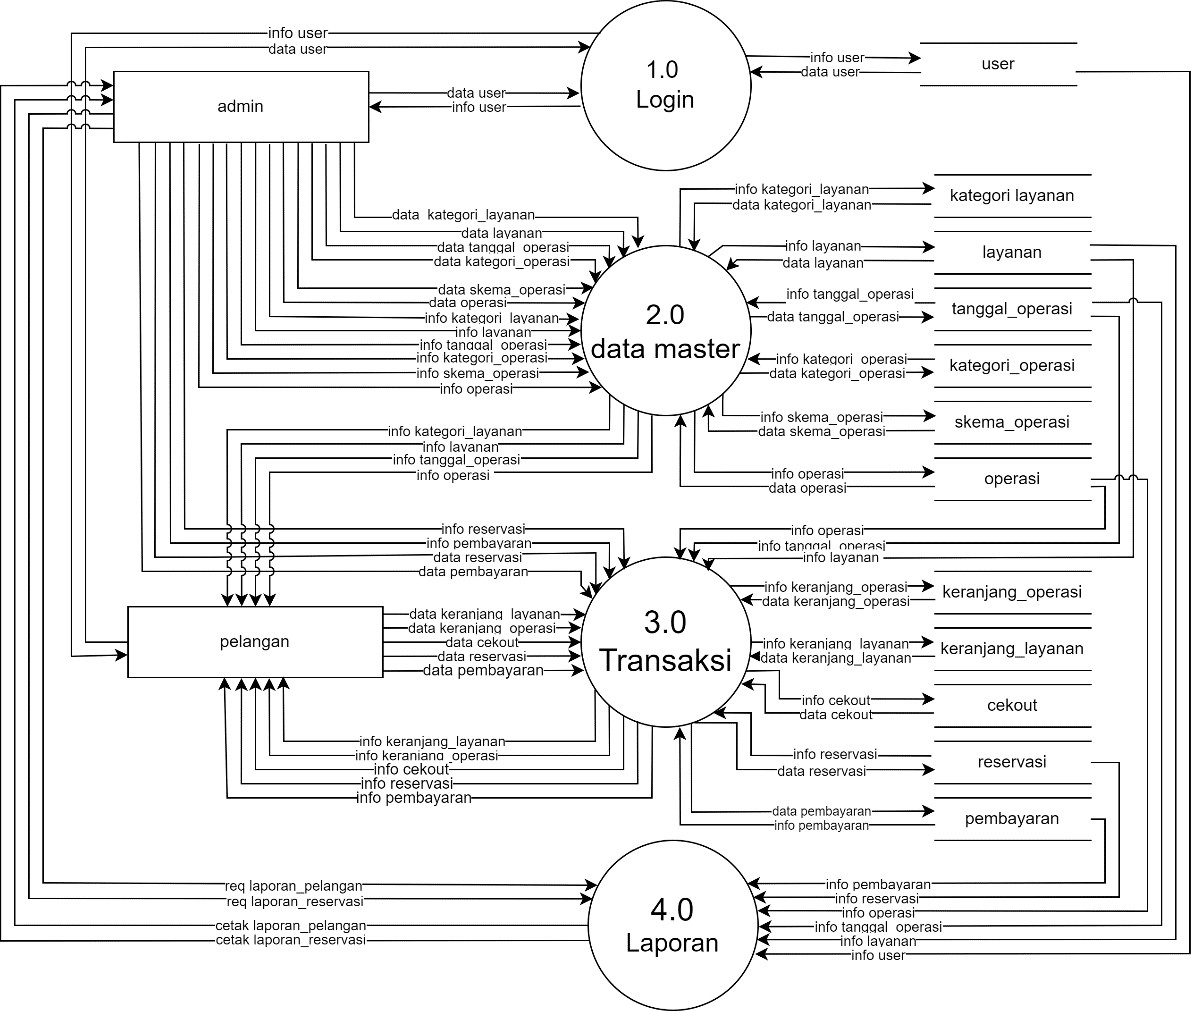 info user
data user
1.0
Login
info user
data user
user
admin
data user
info user
info kategori_layanan
data kategori_layanan
kategori layanan
data  kategori_layanan
data layanan
data tanggal_operasi
data kategori_operasi
info layanan
data layanan
layanan
data skema_operasi
data operasi
info kategori_layanan
info layanan
info tanggal_operasi
info kategori_operasi
info skema_operasi
info operasi
2.0
data master
info tanggal_operasi
data tanggal_operasi
tanggal_operasi
info kategori_operasi
data kategori_operasi
kategori_operasi
info skema_operasi
data skema_operasi
skema_operasi
info kategori_layanan
info layanan
info tanggal_operasi
info operasi
info operasi
data operasi
operasi
info reservasi
info pembayaran
data reservasi
data pembayaran
info operasi
info tanggal_operasi
info layanan
info keranjang_operasi
data keranjang_operasi
keranjang_operasi
pelangan
data keranjang_layanan
data keranjang_operasi
data cekout
data reservasi
data pembayaran
3.0
Transaksi
info keranjang_layanan
data keranjang_layanan
keranjang_layanan
info cekout
data cekout
cekout
info keranjang_layanan
info keranjang_operasi
info cekout
info reservasi
info pembayaran
info reservasi
data reservasi
reservasi
data pembayaran
info pembayaran
pembayaran
req laporan_pelangan
req laporan_reservasi
cetak laporan_pelangan
cetak laporan_reservasi
4.0
Laporan
info pembayaran
info reservasi
info operasi
info tanggal_operasi
info layanan
info user